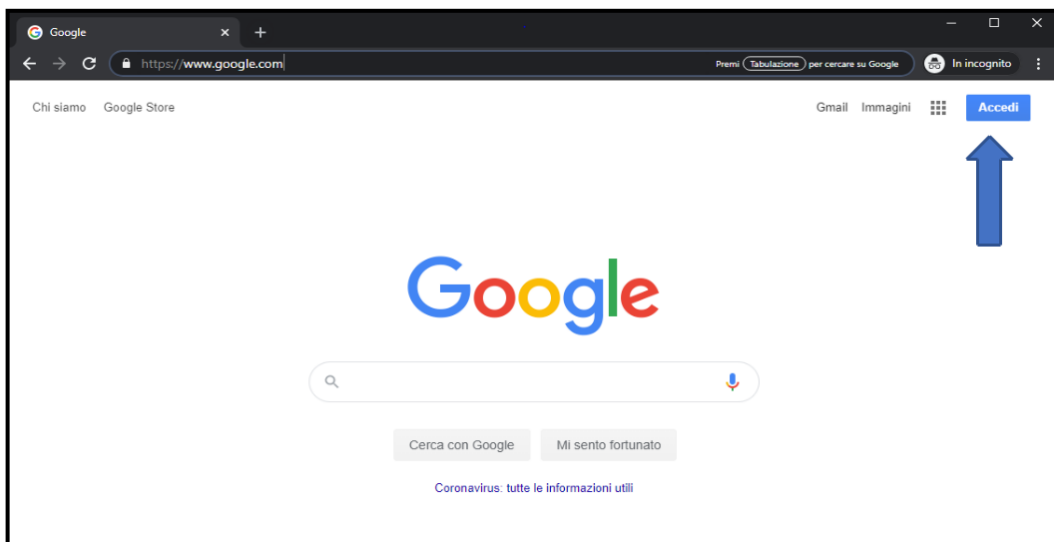 Google
https://www.google.com
Premi Tabulazione per cercare su Google
In incognito
Chi siamo Google Store
Gmail Immagini Accedi
Google
Cerca con Google Mi sento fortunato
Coronavirus: tutte le informazioni utili